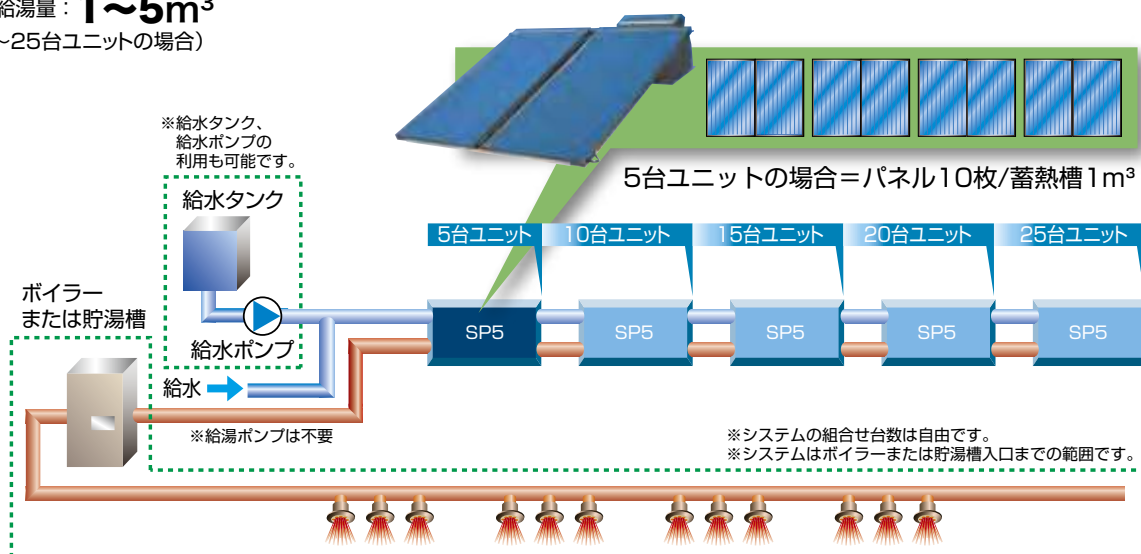 給湯量：1〜5m³
〜25台ユニットの場合）
※給水タンク、
給水ポンプの
利用も可能です。
給水タンク
5台ユニットの場合＝パネル10枚/蓄熱槽1m³
5台ユニット
10台ユニット
15台ユニット
20台ユニット
25台ユニット
ボイラー
または貯湯槽
SP5
SP5
SP5
SP5
SP5
給水ポンプ
給水
※給湯ポンプは不要
※システムの組合せ台数は自由です。
※システムはボイラーまたは貯湯槽入口までの範囲です。